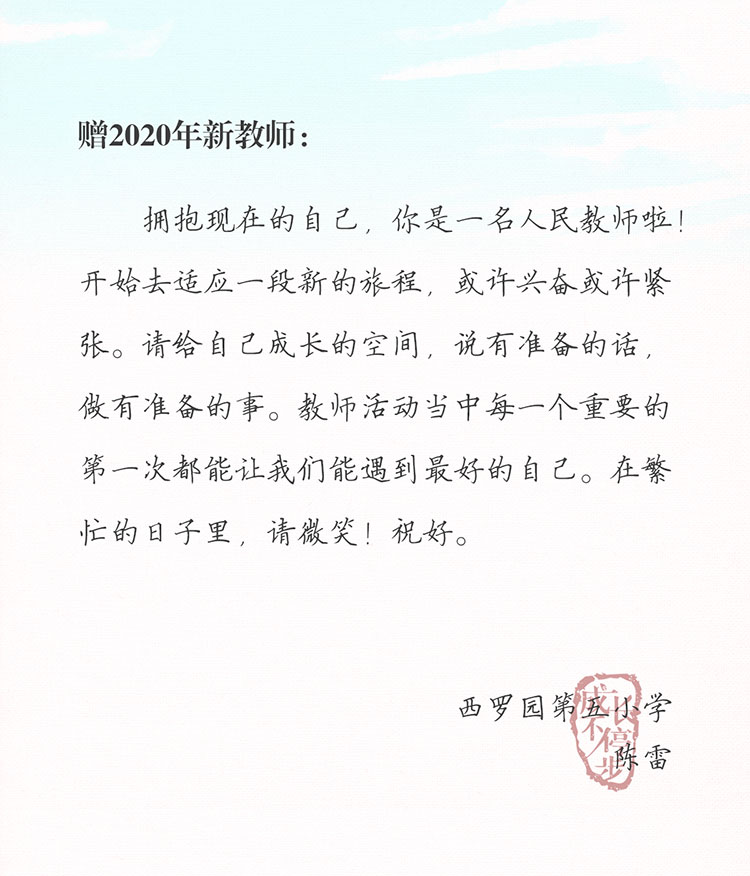 赠2020年新教师：
拥抱现在的自己，你是一名人民教师啦！
开始去适应一段新的旅程，或许兴奋或许紧
张。请给自己成长的空间，说有准备的话，
做有准备的事。教师活动当中每一个重要的
第一次都能让我们能遇到最好的自己。在繁
忙的日子里，请微笑！祝好。
西罗园第五小学
陈雷
成长不停步